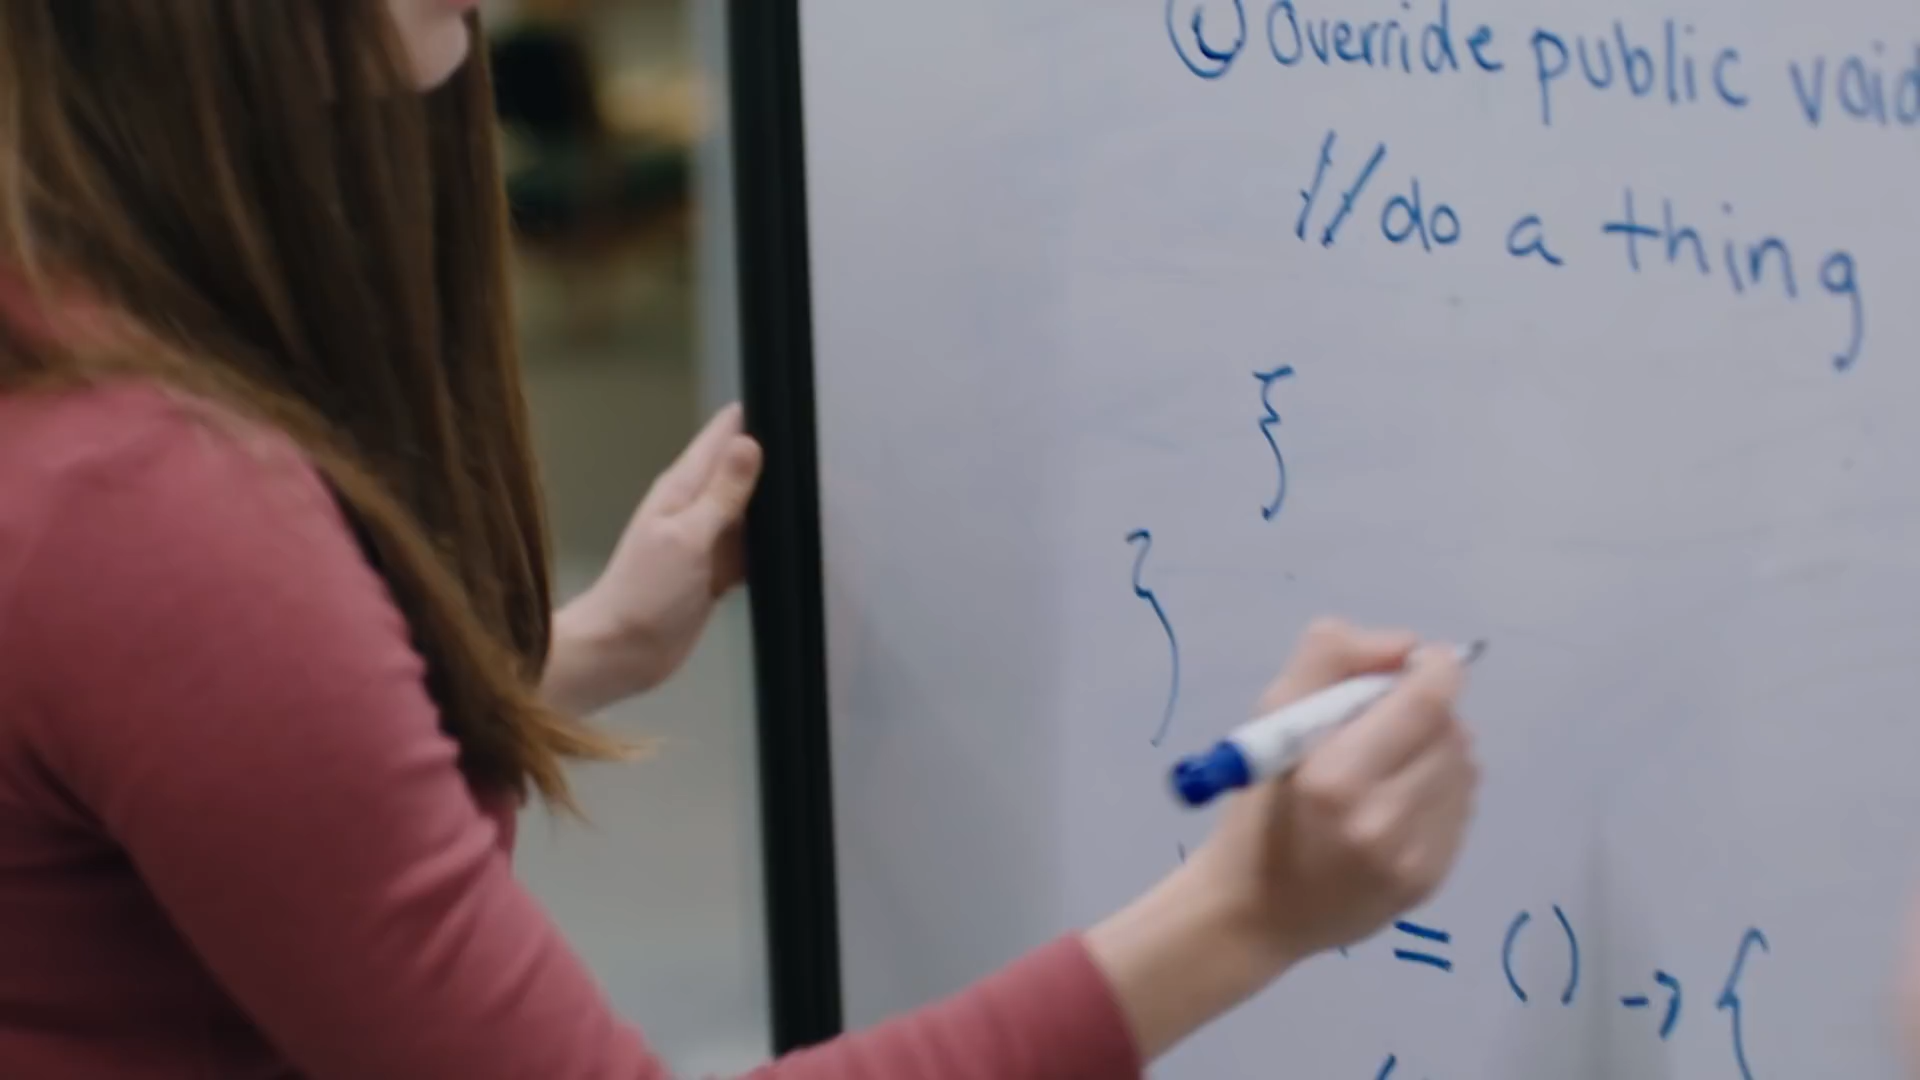 @Override public void
//do a thing
}
}
= () -> {